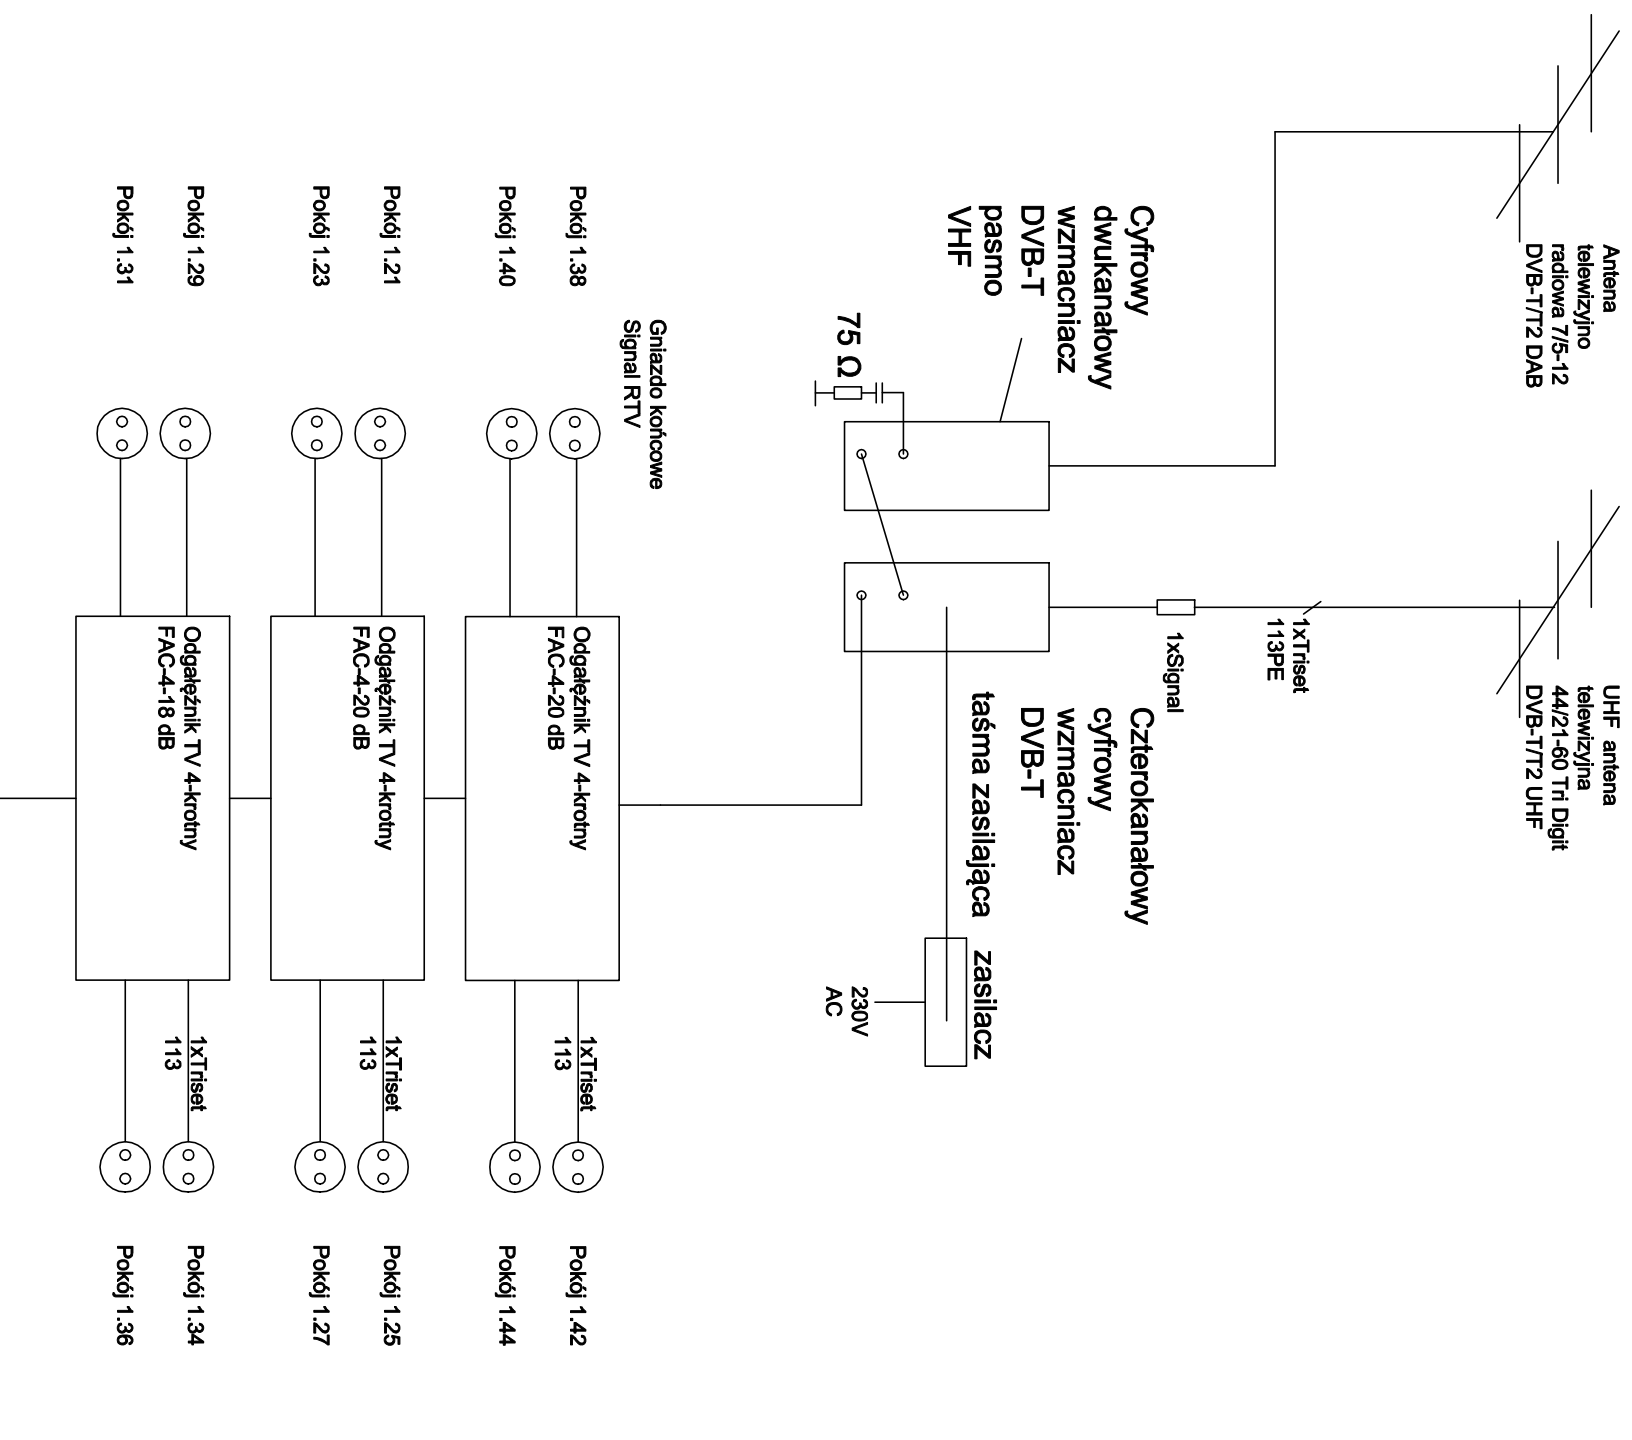 Antena
telewizyjno
radiowa 7/5-12
DVB-T/T2 DAB
UHF antena
telewizyjna
44/21-60 Tri Digit
DVB-T/T2 UHF
1xTriset
113PE
1xSignal
Cyfrowy
dwukanałowy
wzmacniacz
DVB-T
pasmo
VHF
Czterokanałowy
cyfrowy
wzmacniacz
DVB-T
taśma zasilająca
zasilacz
230V
AC
75 Ω
Gniazdo końcowe
Signal RTV
Pokój 1.38
Pokój 1.40
Odgałęźnik TV 4-krotny
FAC-4-20 dB
1xTriset
113
Pokój 1.42
Pokój 1.44
Pokój 1.21
Pokój 1.23
Odgałęźnik TV 4-krotny
FAC-4-20 dB
1xTriset
113
Pokój 1.25
Pokój 1.27
Pokój 1.29
Pokój 1.31
Odgałęźnik TV 4-krotny
FAC-4-18 dB
1xTriset
113
Pokój 1.34
Pokój 1.36